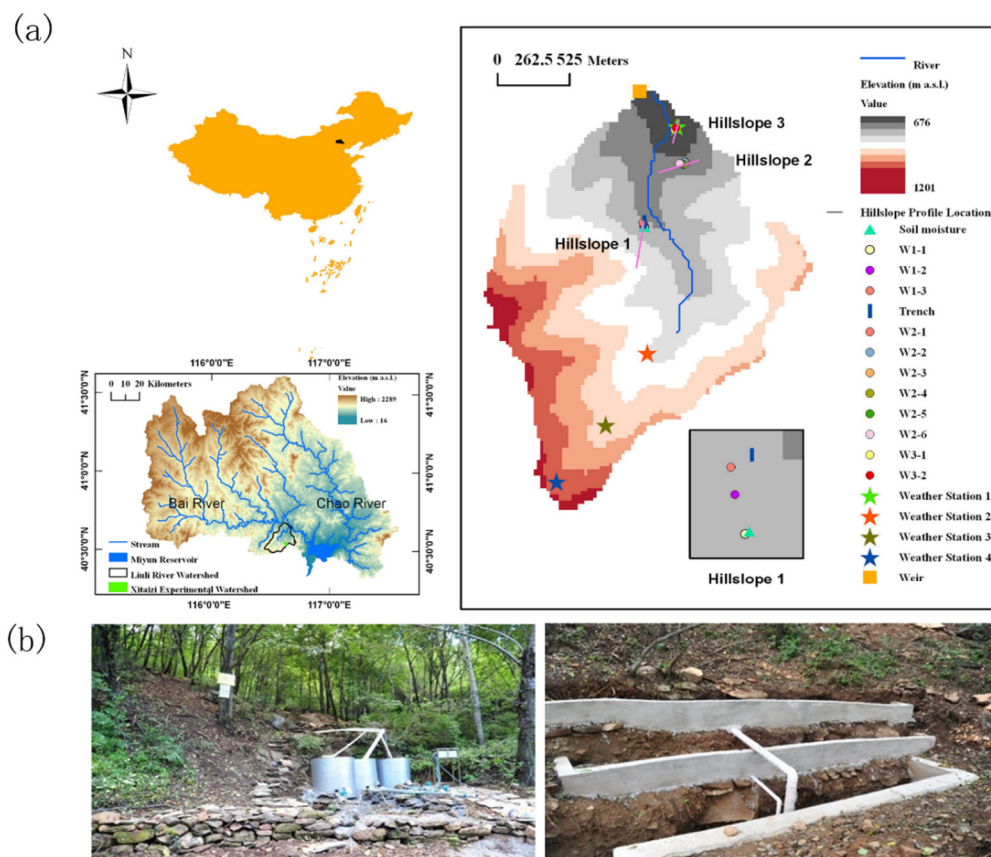 (a)
N
116°0'0"E
117°0'0"E
0 10 20 Kilometers
Elevation (m a.s.l.)
Value
High : 2289
Low : 16
41°30'0"N
41°30'0"N
41°0'0"N
41°0'0"N
40°30'0"N
40°30'0"N
Bai River
Chao River
Stream
Miyun Reservoir
Liuli River Watershed
Xitaizi Experimental Watershed
116°0'0"E
117°0'0"E
0 262.5 525 Meters
Hillslope 3
Hillslope 2
Hillslope 1
Hillslope 1
River
Elevation (m a.s.l.)
Value
676
1201
Hillslope Profile Location
Soil moisture
W1-1
W1-2
W1-3
Trench
W2-1
W2-2
W2-3
W2-4
W2-5
W2-6
W3-1
W3-2
Weather Station 1
Weather Station 2
Weather Station 3
Weather Station 4
Weir
(b)